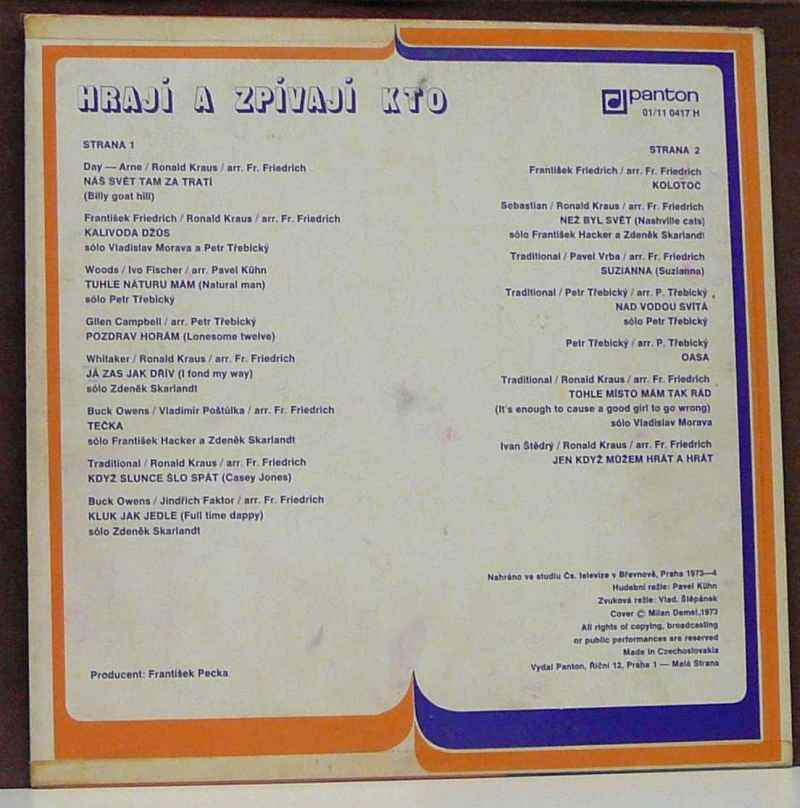 HRAJÍ A ZPÍVAJÍ KTO
panton
01/11 0417 H
STRANA 1
Day — Arne / Ronald Kraus / arr. Fr. Friedrich
NÁŠ SVĚT TAM ZA TRATÍ
(Billy goat hill)
František Friedrich / Ronald Kraus / arr. Fr. Friedrich
KALIVODA DŽŮS
sólo Vladislav Morava a Petr Třebický
Woods / Ivo Fischer / arr. Pavel Kühn
TUHLE NÁTURU MÁM (Natural man)
sólo Petr Třebický
Gllen Campbell / arr. Petr Třebický
POZDRAV HORÁM (Lonesome twelve)
Whitaker / Ronald Kraus / arr. Fr. Friedrich
JÁ ZAS JAK DŘÍV (I fond my way)
sólo Zdeněk Skarlandt
Buck Owens / Vladimír Poštůlka / arr. Fr. Friedrich
TEČKA
sólo František Hacker a Zdeněk Skarlandt
Traditional / Ronald Kraus / arr. Fr. Friedrich
KDYŽ SLUNCE ŠLO SPÁT (Casey Jones)
Buck Owens / Jindřich Faktor / arr. Fr. Friedrich
KLUK JAK JEDLE (Full time dappy)
sólo Zdeněk Skarlandt
Producent: František Pecka
STRANA 2
František Friedrich / arr. Fr. Friedrich
KOLOTOČ
Sebastian / Ronald Kraus / arr. Fr. Friedrich
NEŽ BYL SVĚT (Nashville cats)
sólo František Hacker a Zdeněk Skarlandt
Traditional / Pavel Vrba / arr. Fr. Friedrich
SUZIANNA (Suzianna)
Traditional / Petr Třebický / arr. P. Třebický
NAD VODOU SVÍTÁ
sólo Petr Třebický
Petr Třebický / arr. P. Třebický
OASA
Traditional / Ronald Kraus / arr. Fr. Friedrich
TOHLE MÍSTO MÁM TAK RÁD
(It's enough to cause a good girl to go wrong)
sólo Vladislav Morava
Ivan Štědrý / Ronald Kraus / arr. Fr. Friedrich
JEN KDYŽ MŮŽEM HRÁT A HRÁT
Nahráno ve studiu Čs. televize v Břevnově, Praha 1973—4
Hudební režie: Pavel Kühn
Zvuková režie: Vlad. Štěpánek
Cover © Milan Demel, 1973
All rights of copying, broadcasting
or public performances are reserved
Made in Czechoslovakia
Vydal Panton, Říční 12, Praha 1 — Malá Strana